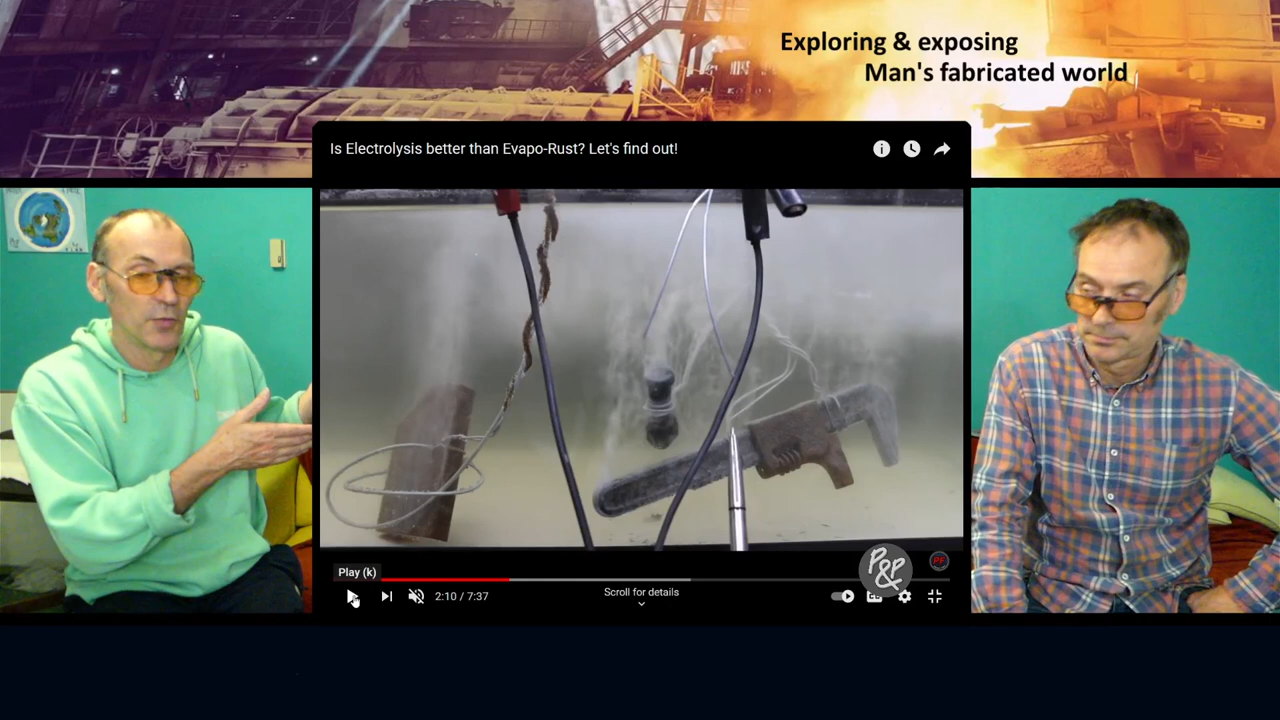 Exploring & exposing
Man's fabricated world
Is Electrolysis better than Evapo-Rust? Let's find out!
P&P
PF
Play (k)
2:10 / 7:37
Scroll for details